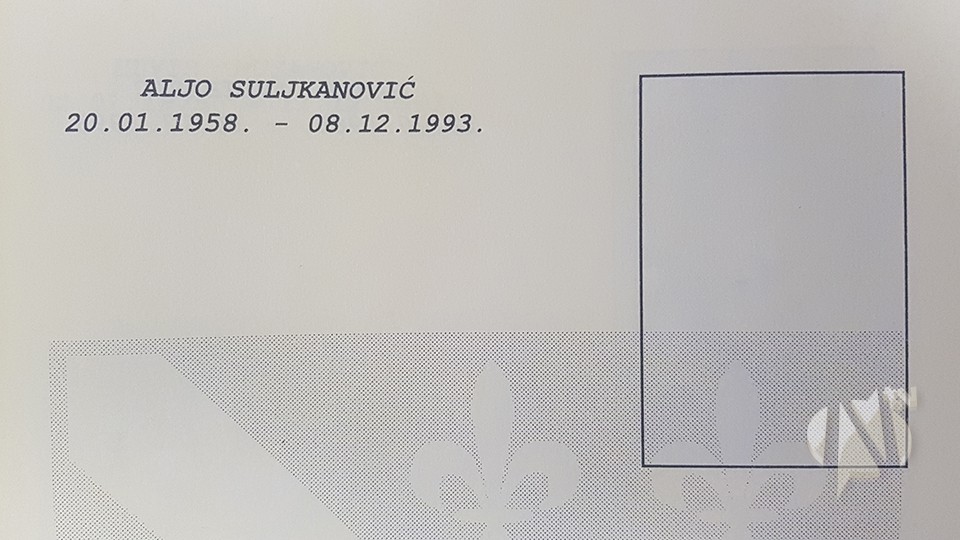 ALJO SULJKANOVIĆ
20.01.1958. - 08.12.1993.